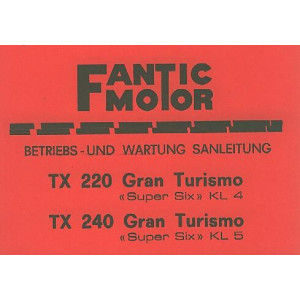 FANTIC
MOTOR
BETRIEBS-UND WARTUNG SANLEITUNG
TX 220 Gran Turismo
«Super Six» KL 4
TX 240 Gran Turismo
«Super Six» KL 5